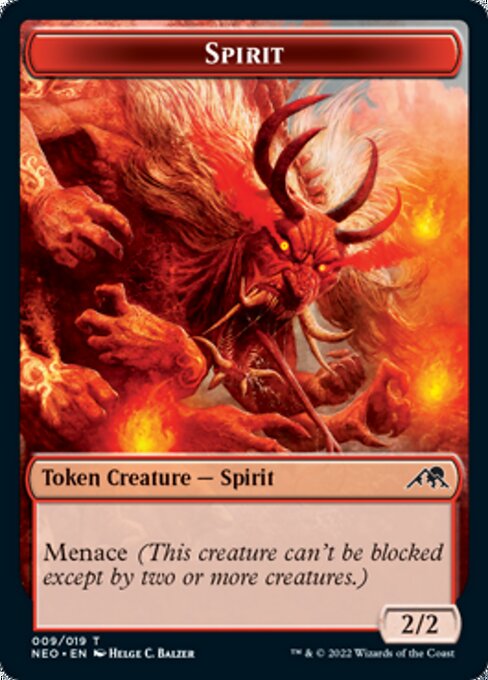 Spirit
Token Creature — Spirit
Menace (This creature can't be blocked
except by two or more creatures.)
2/2
009/019 T
NEO • EN Helge C. Balzer
™ & © 2022 Wizards of the Coast